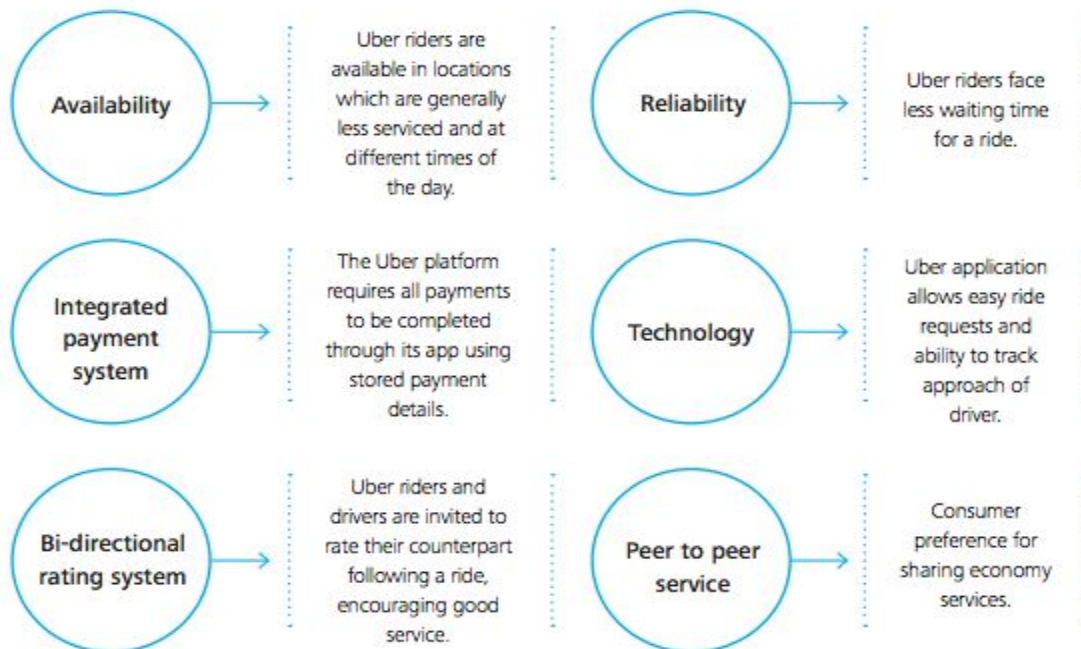 Availability
Uber riders are
available in locations
which are generally
less serviced and at
different times of
the day.
Reliability
Uber riders face
less waiting time
for a ride.
Integrated
payment
system
The Uber platform
requires all payments
to be completed
through its app using
stored payment
details.
Technology
Uber application
allows easy ride
requests and
ability to track
approach of
driver.
Bi-directional
rating system
Uber riders and
drivers are invited to
rate their counterpart
following a ride,
encouraging good
service.
Peer to peer
service
Consumer
preference for
sharing economy
services.